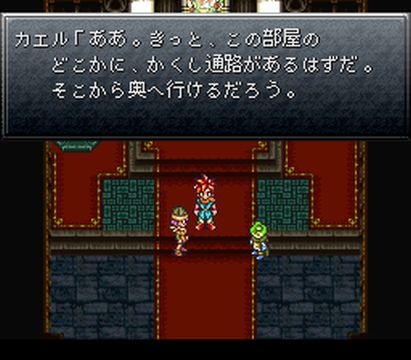 カエル「ああ。きっと、この部屋の
どこかに、かくし通路があるはずだ。
そこから奥へ行けるだろう。